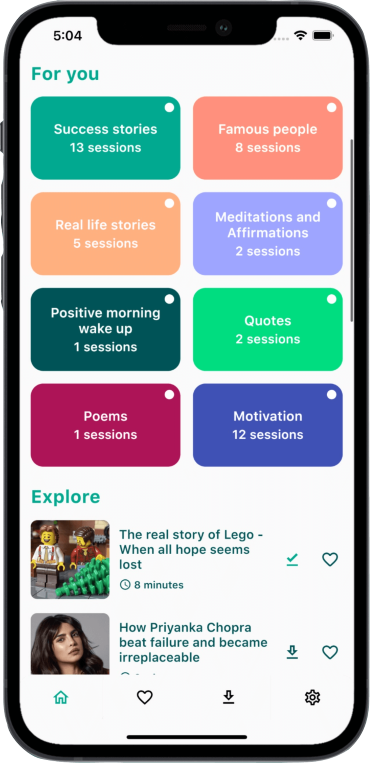 5:04
For you
Success stories
13 sessions
Famous people
8 sessions
Real life stories
5 sessions
Meditations and
Affirmations
2 sessions
Positive morning
wake up
1 sessions
Quotes
2 sessions
Poems
1 sessions
Motivation
12 sessions
Explore
The real story of Lego -
When all hope seems
lost
8 minutes
How Priyanka Chopra
beat failure and became
irreplaceable